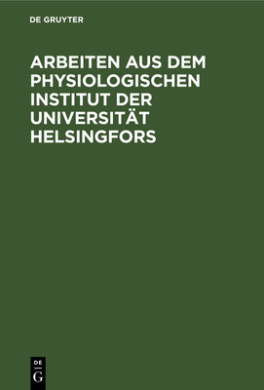 DE GRUYTER
ARBEITEN AUS DEM
PHYSIOLOGISCHEN
INSTITUT DER
UNIVERSITÄT
HELSINGFORS
DE
G